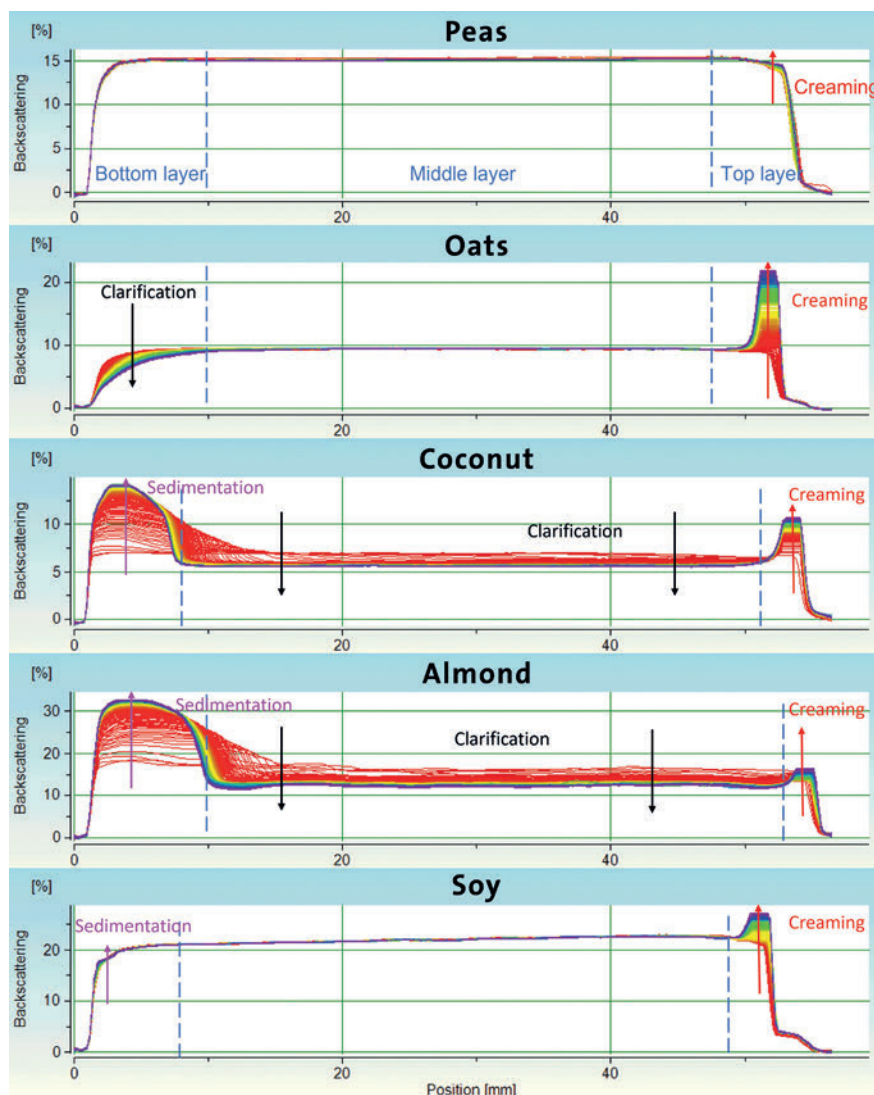 Peas
[%]
15
10
5
0
Backscattering
Creaming
Bottom layer
Middle layer
Top layer
0
20
40
Oats
[%]
20
10
0
Backscattering
Clarification
Creaming
0
20
40
Coconut
[%]
10
5
0
Backscattering
Sedimentation
Clarification
Creaming
0
20
40
Almond
[%]
30
20
10
0
Backscattering
Sedimentation
Clarification
Creaming
0
20
40
Soy
[%]
20
10
0
Backscattering
Sedimentation
Creaming
0
20
40
Position [mm]